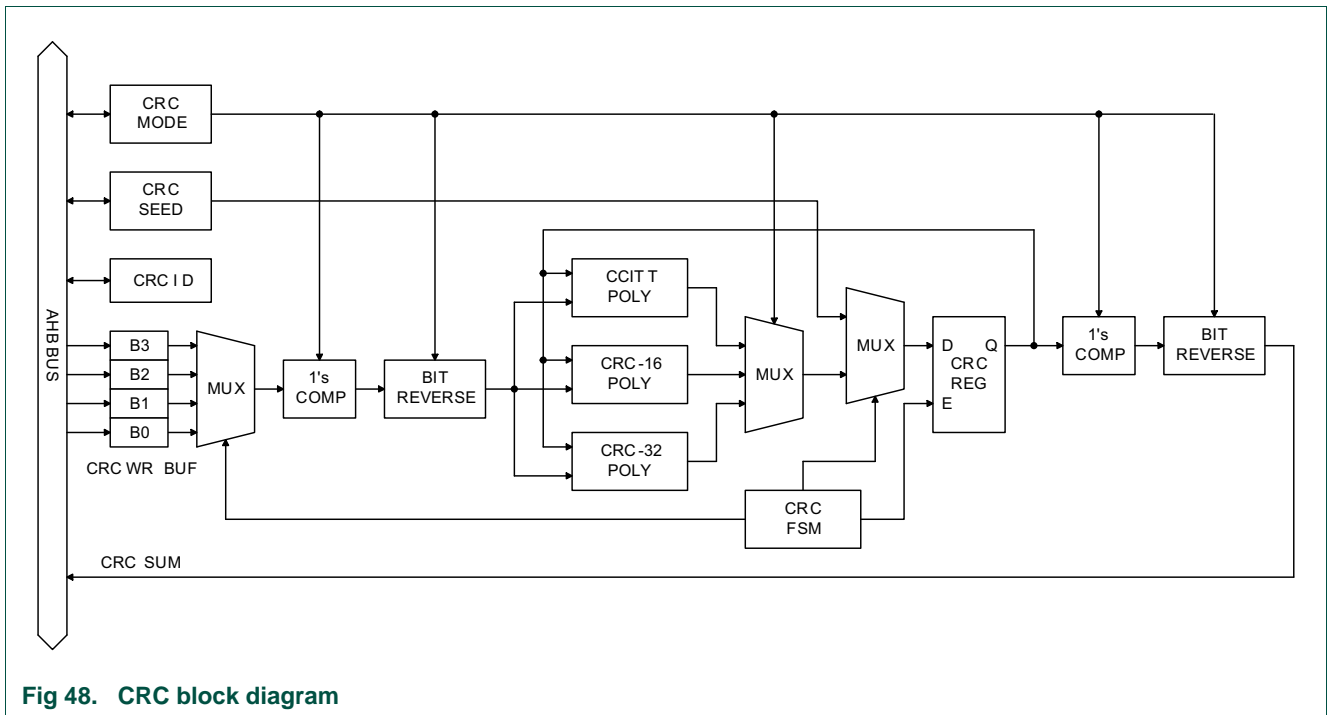 CRC
MODE
CRC
SEED
CRC ID
AHB BUS
B3
B2
B1
B0
CRC WR BUF
MUX
1's
COMP
BIT
REVERSE
CCITT
POLY
CRC-16
POLY
CRC-32
POLY
MUX
MUX
D Q
CRC
REG
E
1's
COMP
BIT
REVERSE
CRC
FSM
CRC SUM
Fig 48. CRC block diagram